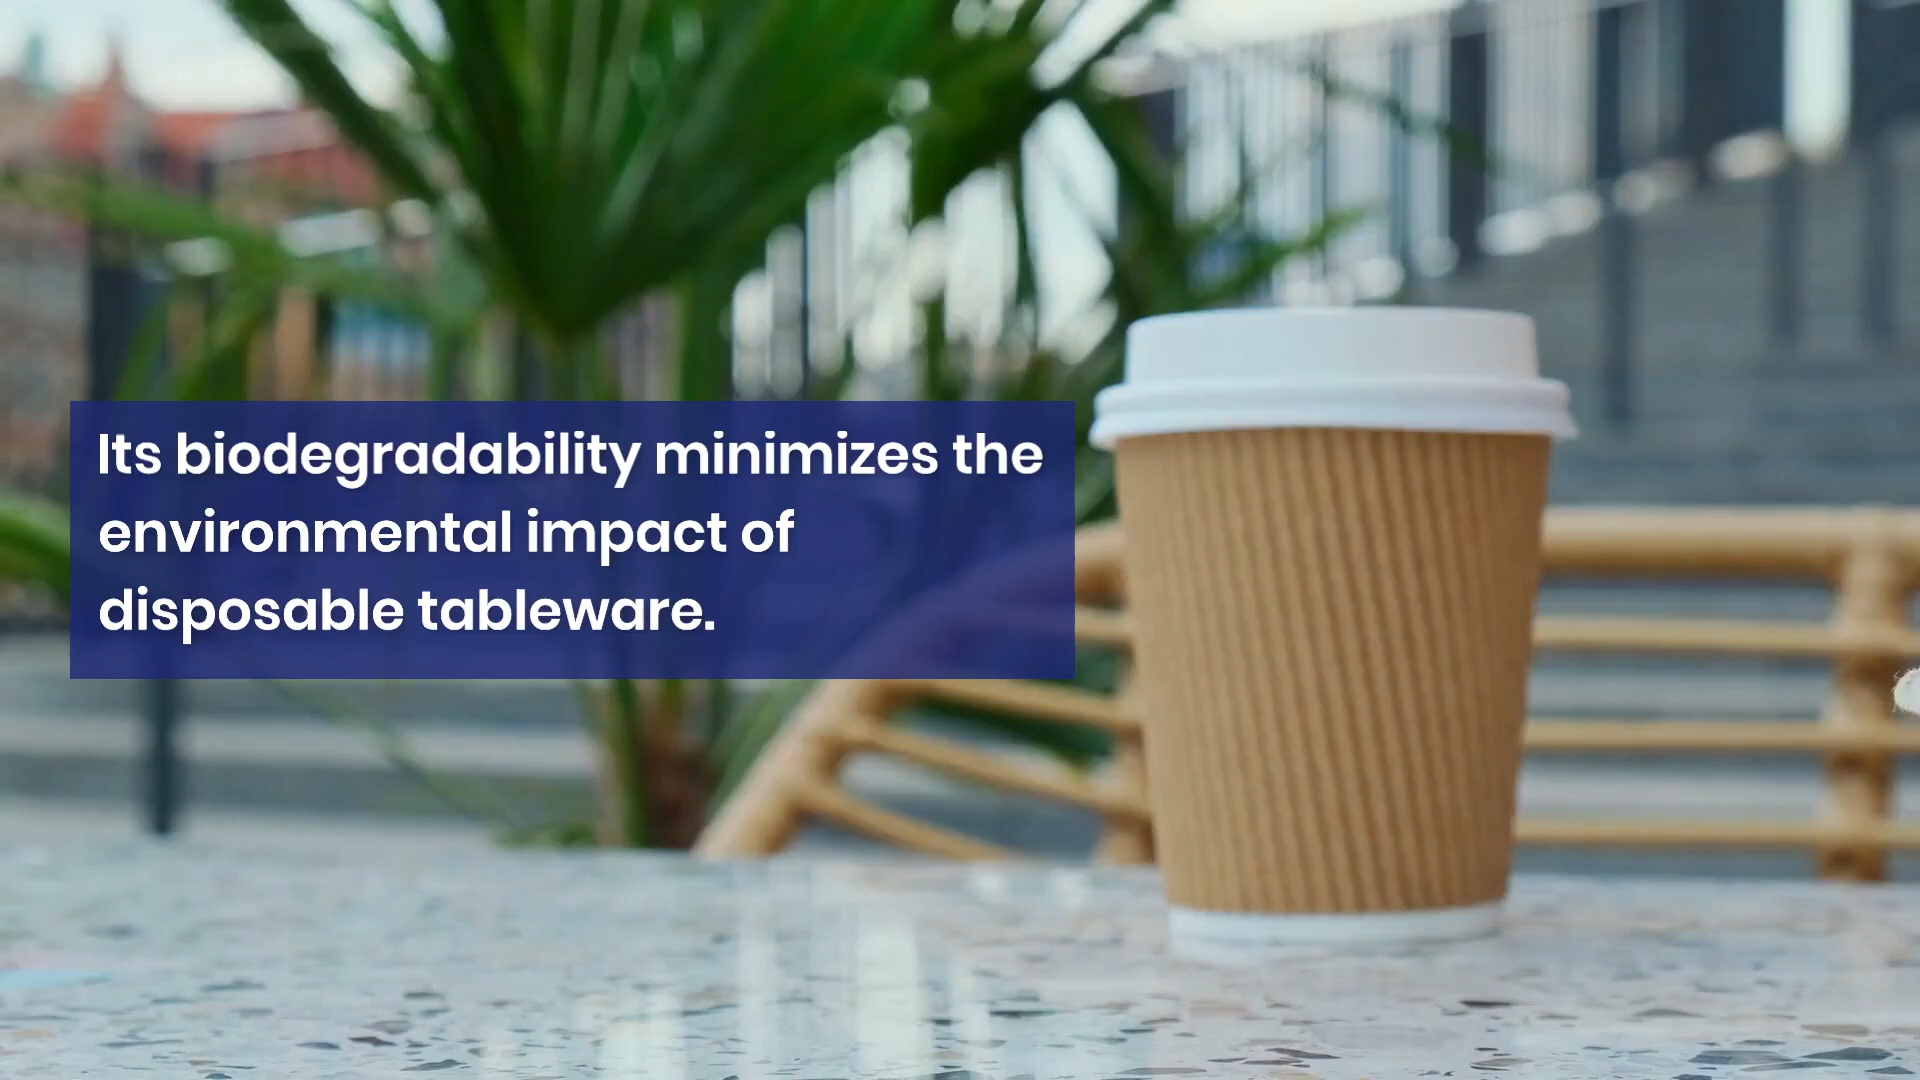 Its biodegradability minimizes the
environmental impact of
disposable tableware.